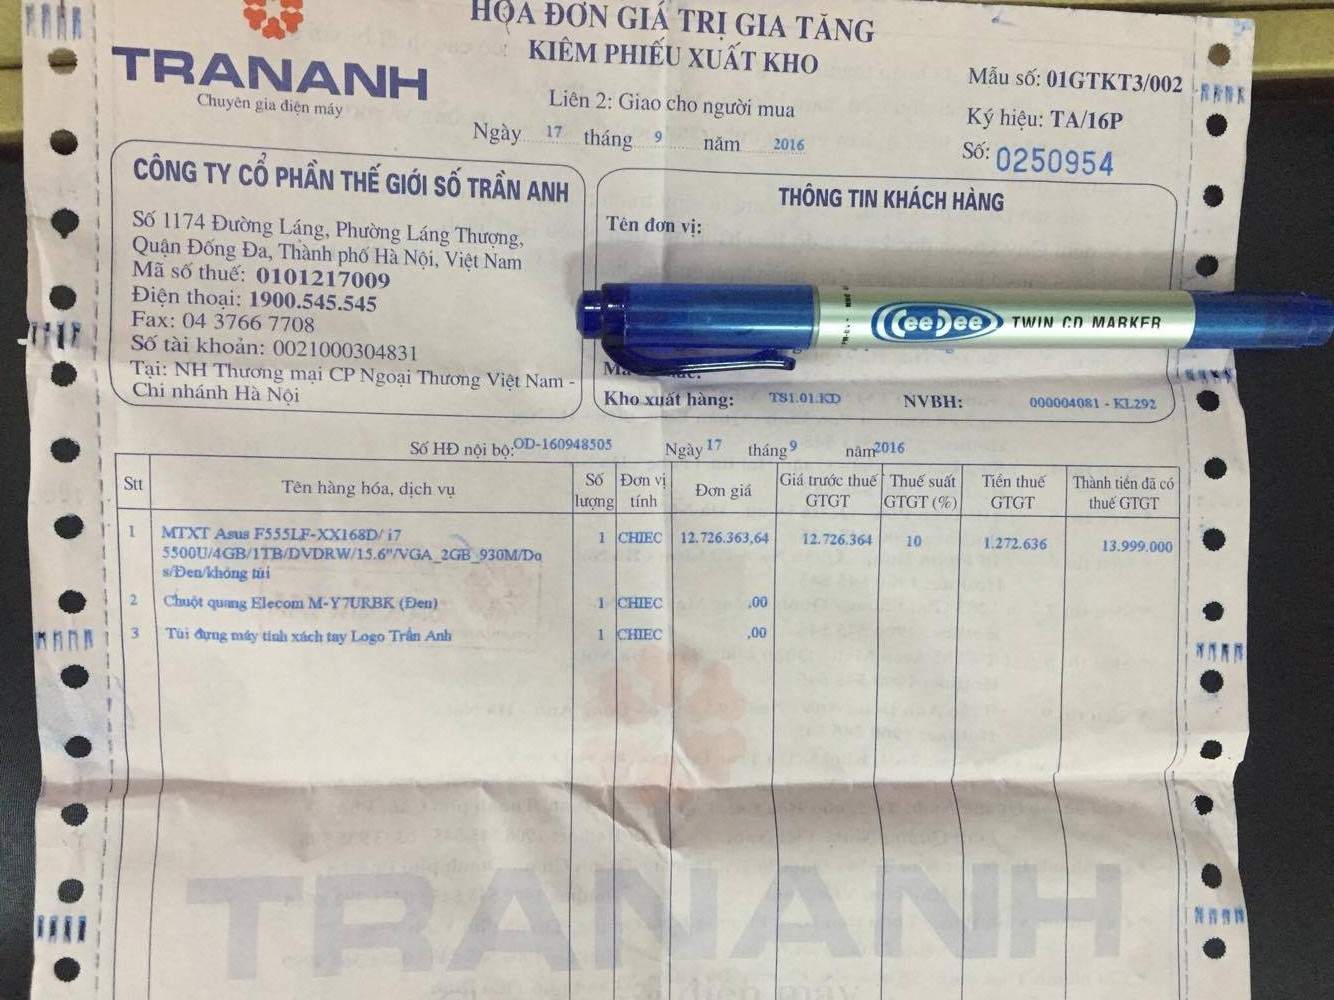 HỌA ĐƠN GIÁ TRỊ GIA TĂNG
KIÊM PHIẾU XUẤT KHO
TRANANH
Chuyên gia điện máy
Liên 2: Giao cho người mua
Ngày 17 tháng 9 năm 2016
Mẫu số: 01GTKT3/002
Ký hiệu: TA/16P
Số: 0250954
CÔNG TY CỔ PHẦN THẾ GIỚI SỐ TRẦN ANH
Số 1174 Đường Láng, Phường Láng Thượng,
Quận Đống Đa, Thành phố Hà Nội, Việt Nam
Mã số thuế: 0101217009
Điện thoại: 1900.545.545
Fax: 04 3766 7708
Số tài khoản: 0021000304831
Tại: NH Thương mại CP Ngoại Thương Việt Nam -
Chi nhánh Hà Nội
THÔNG TIN KHÁCH HÀNG
Tên đơn vị:
CeeDee TWIN CD MARKER
Kho xuất hàng: TS1.01.KD NVBH: 000004081 - KL292
Số HĐ nội bộ: OD-160948505 Ngày 17 tháng 9 năm 2016
Stt Tên hàng hóa, dịch vụ Số lượng Đơn vị tính Đơn giá Giá trước thuế GTGT Thuế suất GTGT (%) Tiền thuế GTGT Thành tiền đã có thuế GTGT
1 MTXT Asus F555LF-XX168D/ i7 1 CHIEC 12.726.363,64 12.726.364 10 1.272.636 13.999.000
5500U/4GB/1TB/DVDRW/15.6"/VGA_2GB_930M/Do
s/Đen/không túi
2 Chuột quang Elecom M-Y7URBK (Đen) 1 CHIEC .00
3 Túi đựng máy tính xách tay Logo Trần Anh 1 CHIEC .00
TRANANH